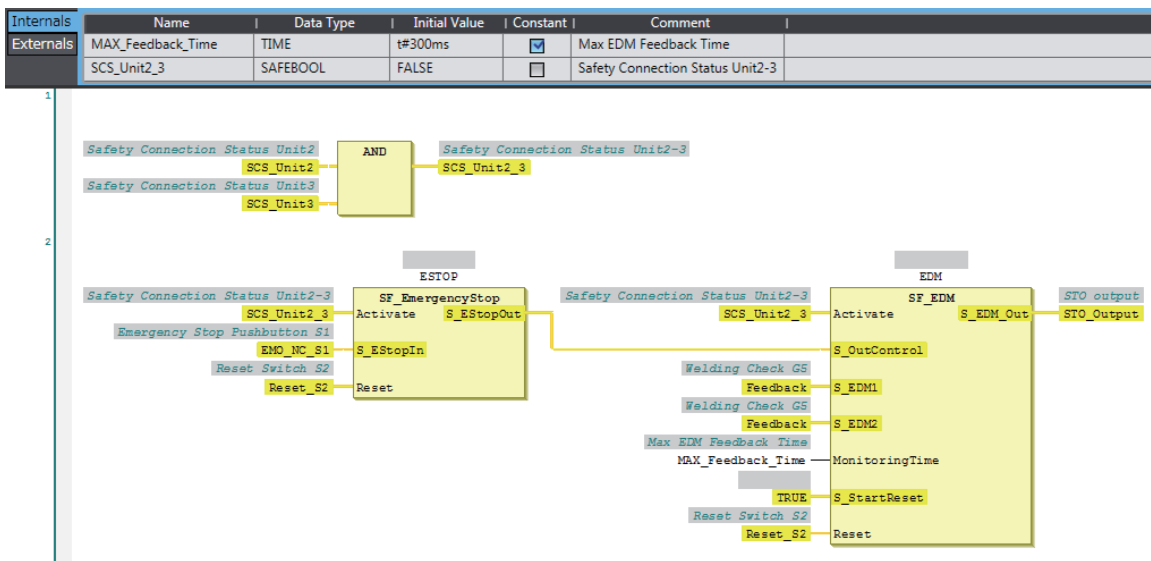 Internals Name Data Type Initial Value Constant Comment
Externals MAX_Feedback_Time TIME t#300ms Max EDM Feedback Time
SCS_Unit2_3 SAFEBOOL FALSE Safety Connection Status Unit2-3
1
Safety Connection Status Unit2 AND Safety Connection Status Unit2-3
SCS_Unit2 SCS_Unit2_3
Safety Connection Status Unit3
SCS_Unit3
2
ESTOP EDM
Safety Connection Status Unit2-3 SF_EmergencyStop Safety Connection Status Unit2-3 SF_EDM STO output
SCS_Unit2_3 Activate S_EStopOut SCS_Unit2_3 Activate S_EDM_Out STO_Output
Emergency Stop Pushbutton S1
EMO_NC_S1 S_EStopIn S_OutControl
Reset Switch S2 Welding Check G5
Reset_S2 Reset Feedback S_EDM1
Welding Check G5
Feedback S_EDM2
Max EDM Feedback Time
MAX_Feedback_Time MonitoringTime
TRUE S_StartReset
Reset Switch S2
Reset_S2 Reset